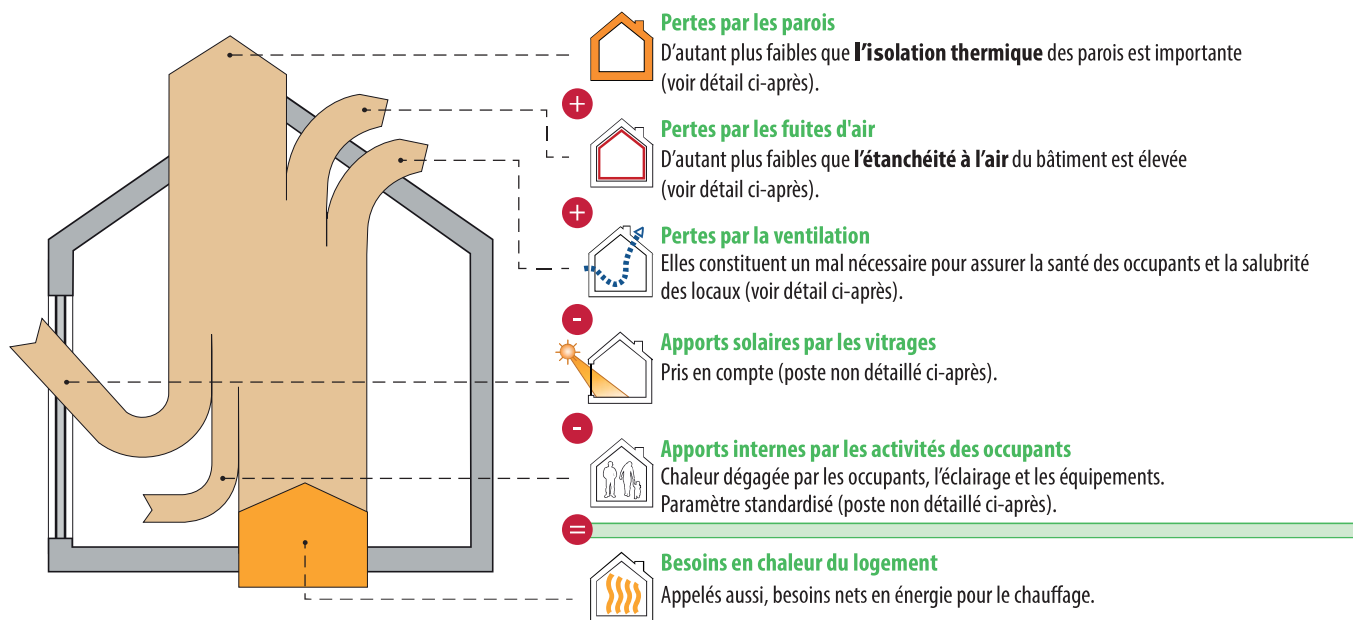 Pertes par les parois
D'autant plus faibles que l'isolation thermique des parois est importante
(voir détail ci-après).
+
Pertes par les fuites d'air
D'autant plus faibles que l'étanchéité à l'air du bâtiment est élevée
(voir détail ci-après).
+
Pertes par la ventilation
Elles constituent un mal nécessaire pour assurer la santé des occupants et la salubrité
des locaux (voir détail ci-après).
-
Apports solaires par les vitrages
Pris en compte (poste non détaillé ci-après).
-
Apports internes par les activités des occupants
Chaleur dégagée par les occupants, l'éclairage et les équipements.
Paramètre standardisé (poste non détaillé ci-après).
=
Besoins en chaleur du logement
Appelés aussi, besoins nets en énergie pour le chauffage.